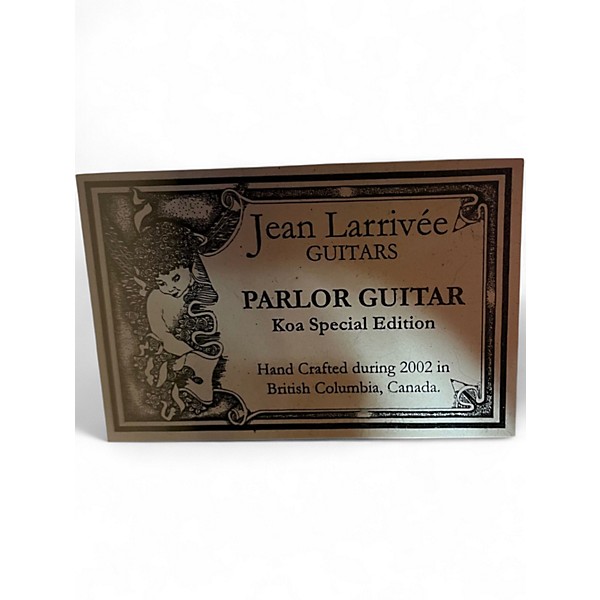 Jean Larrivée
GUITARS
PARLOR GUITAR
Koa Special Edition
Hand Crafted during 2002 in
British Columbia, Canada.